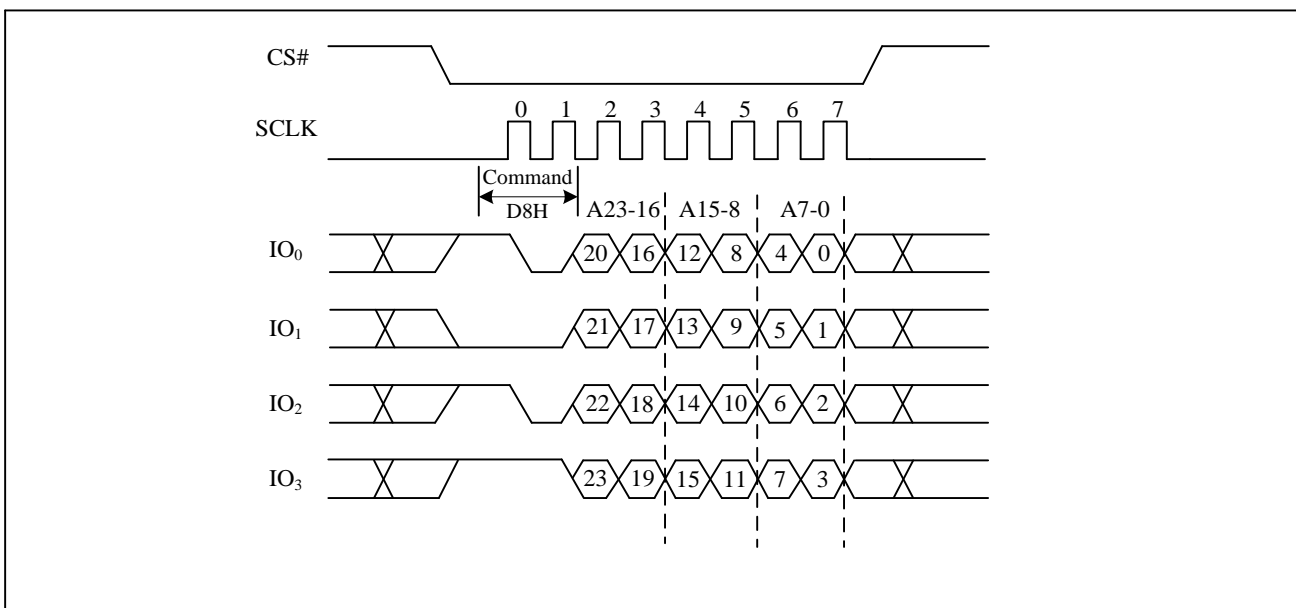 CS#
0 1 2 3 4 5 6 7
SCLK
Command
D8H
A23-16 A15-8 A7-0
IO0 20 16 12 8 4 0
IO1 21 17 13 9 5 1
IO2 22 18 14 10 6 2
IO3 23 19 15 11 7 3